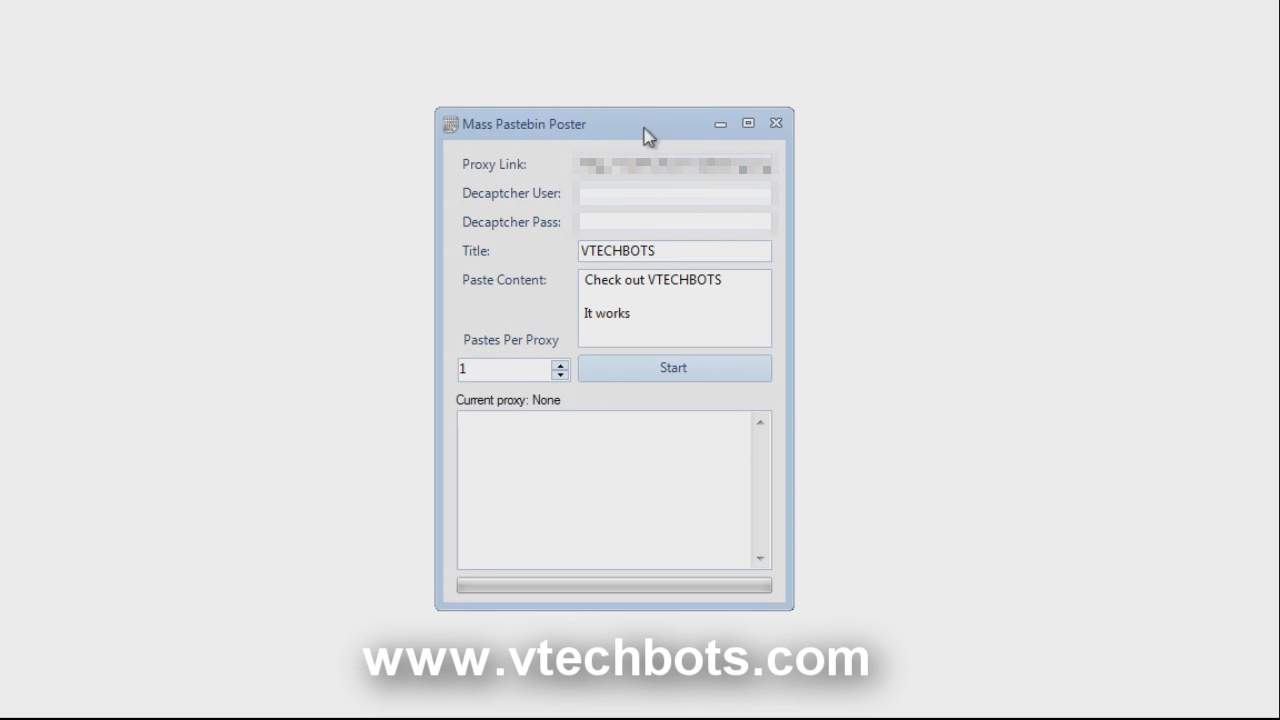 Mass Pastebin Poster
Proxy Link:
Decaptcher User:
Decaptcher Pass:
Title: VTECHBOTS
Paste Content: Check out VTECHBOTS
It works
Pastes Per Proxy
1 Start
Current proxy: None
www.vtechbots.com